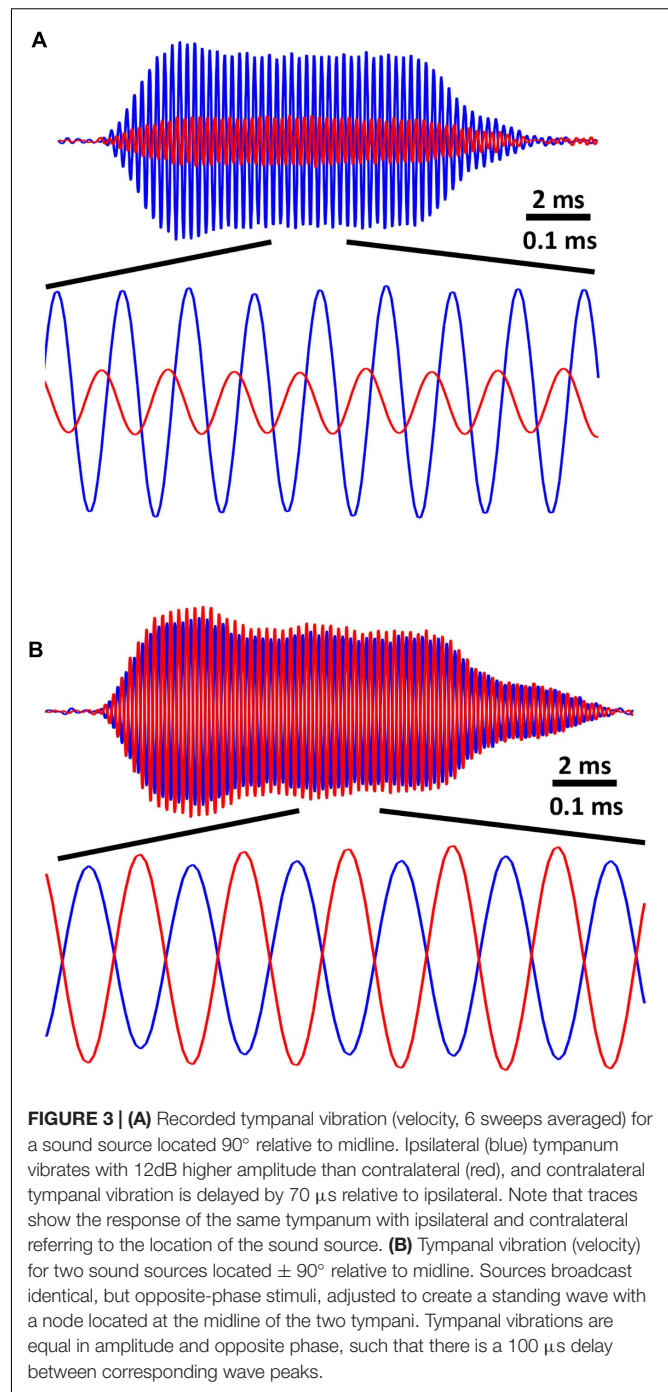 A
2 ms
0.1 ms
B
2 ms
0.1 ms
FIGURE 3 | (A) Recorded tympanal vibration (velocity, 6 sweeps averaged) for
a sound source located 90° relative to midline. Ipsilateral (blue) tympanum
vibrates with 12dB higher amplitude than contralateral (red), and contralateral
tympanal vibration is delayed by 70 μs relative to ipsilateral. Note that traces
show the response of the same tympanum with ipsilateral and contralateral
referring to the location of the sound source. (B) Tympanal vibration (velocity)
for two sound sources located ± 90° relative to midline. Sources broadcast
identical, but opposite-phase stimuli, adjusted to create a standing wave with
a node located at the midline of the two tympani. Tympanal vibrations are
equal in amplitude and opposite phase, such that there is a 100 μs delay
between corresponding wave peaks.